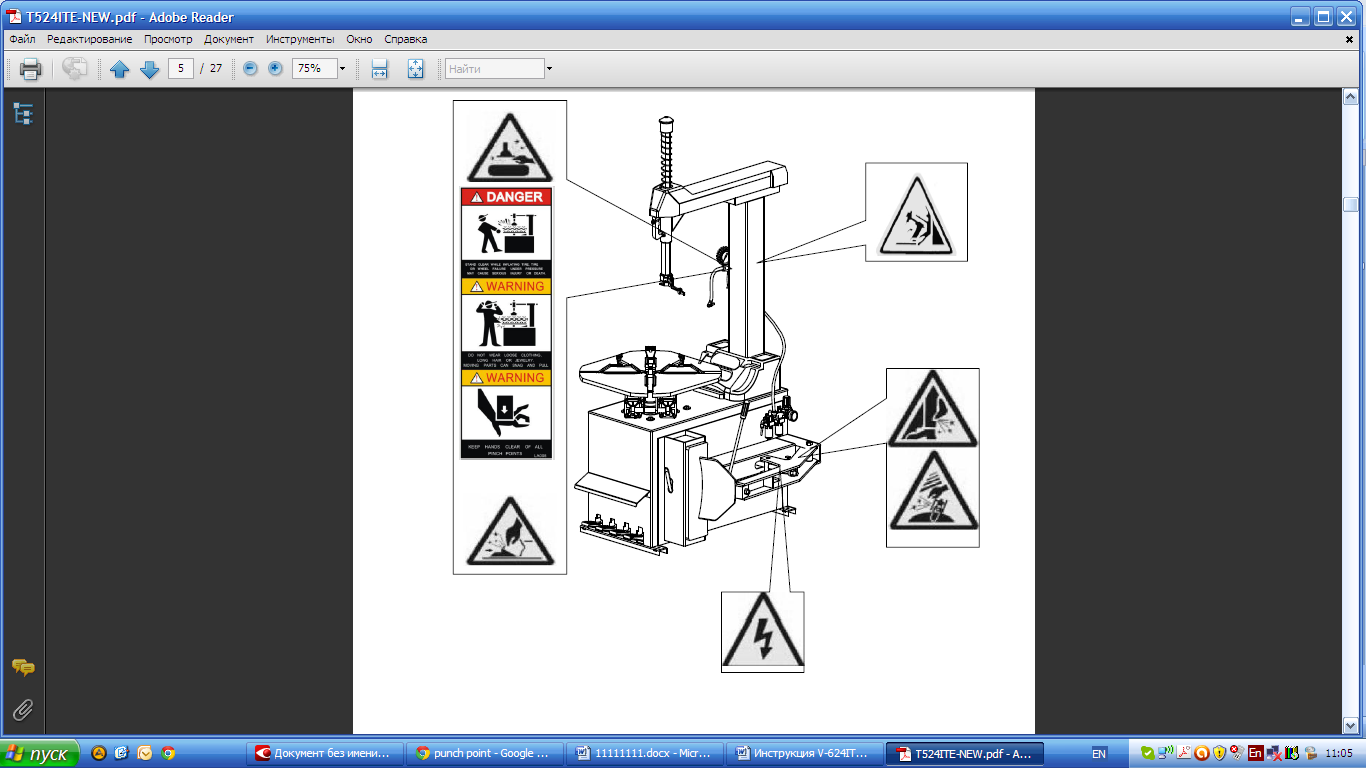 T524ITE-NEW.pdf - Adobe Reader
Файл Редактирование Просмотр Документ Инструменты Окно Справка
5 / 27 75% Найти
DANGER
STAND CLEAR WHILE INFLATING TIRE TIRE
OR WHEEL FAILURE UNDER PRESSURE
MAY CAUSE SERIOUS INJURY OR DEATH
WARNING
DO NOT WEAR LOOSE CLOTHING,
LONG HAIR OR JEWELRY.
MOVING PARTS CAN SNAG AND PULL
WARNING
KEEP HANDS CLEAR OF ALL
PINCH POINTS
пуск Документ без имени... punch point - Google ... 11111111.docx - Micr... Инструкция V-624IT... T524ITE-NEW.pdf - A... EN En 11:05